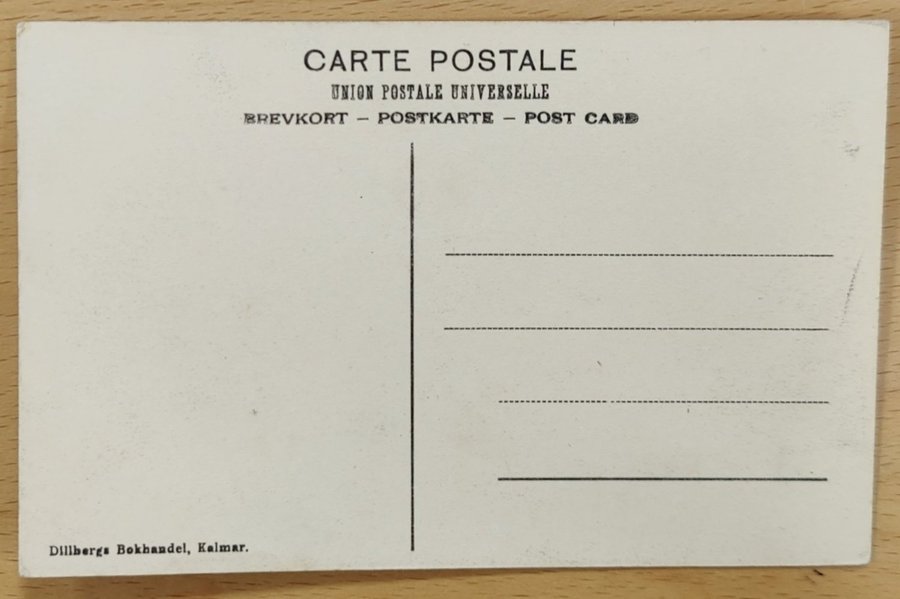 CARTE POSTALE
UNION POSTALE UNIVERSELLE
BREVKORT – POSTKARTE – POST CARD
Dillbergs Bokhandel, Kalmar.